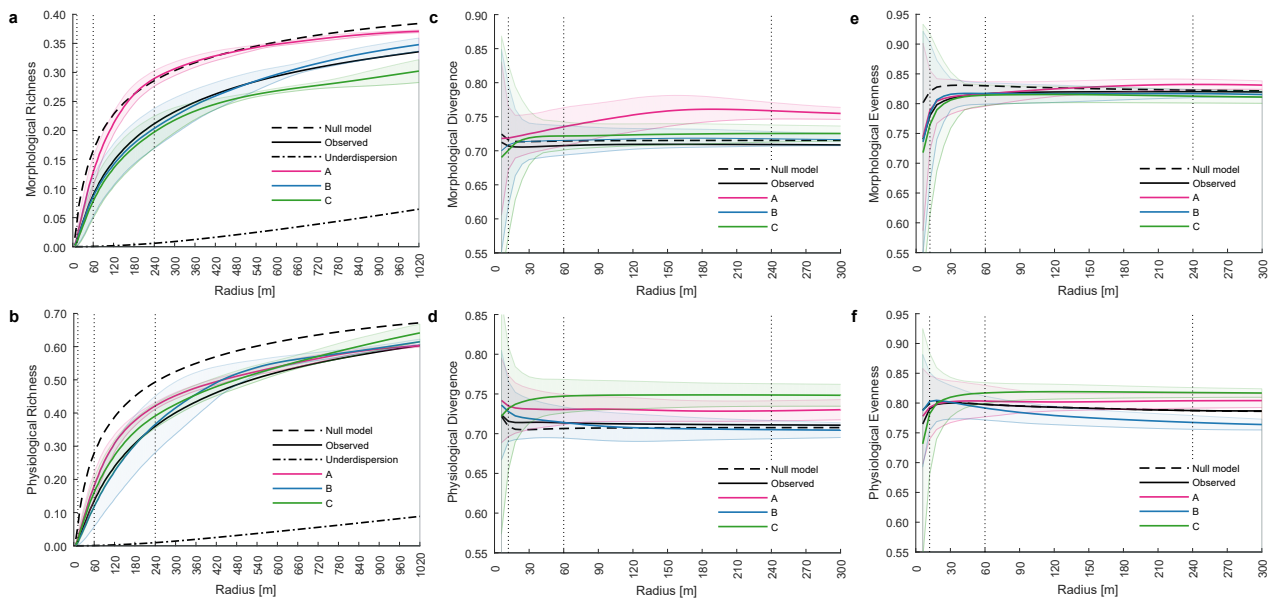 a
Morphological Richness
0.40
0.35
0.30
0.25
0.20
0.15
0.10
0.05
0.00
Null model
Observed
Underdispersion
A
B
C
0
60
120
180
240
300
360
420
480
540
600
660
720
780
840
900
960
1020
Radius [m]
c
Morphological Divergence
0.90
0.85
0.80
0.75
0.70
0.65
0.60
0.55
Null model
Observed
A
B
C
0
30
60
90
120
150
180
210
240
270
300
Radius [m]
e
Morphological Evenness
0.95
0.90
0.85
0.80
0.75
0.70
0.65
0.60
0.55
Null model
Observed
A
B
C
0
30
60
90
120
150
180
210
240
270
300
Radius [m]
b
Physiological Richness
0.70
0.60
0.50
0.40
0.30
0.20
0.10
0.00
Null model
Observed
Underdispersion
A
B
C
0
60
120
180
240
300
360
420
480
540
600
660
720
780
840
900
960
1020
Radius [m]
d
Physiological Divergence
0.85
0.80
0.75
0.70
0.65
0.60
0.55
Null model
Observed
A
B
C
0
30
60
90
120
150
180
210
240
270
300
Radius [m]
f
Physiological Evenness
0.95
0.90
0.85
0.80
0.75
0.70
0.65
0.60
0.55
Null model
Observed
A
B
C
0
30
60
90
120
150
180
210
240
270
300
Radius [m]